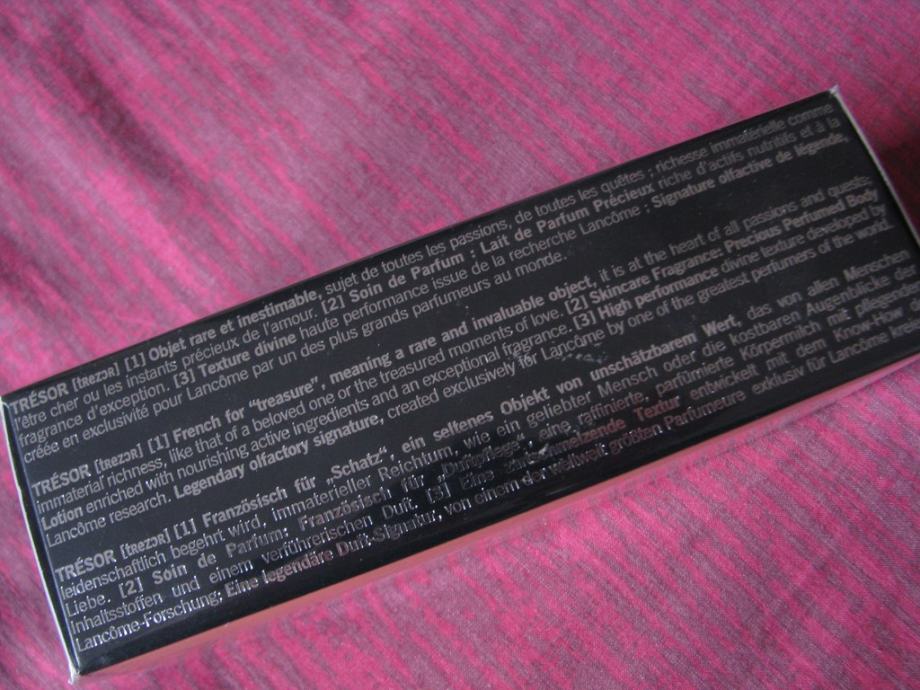 TRÉSOR [tʀezɔʀ] [1] Objet rare et inestimable, sujet de toutes les passions, de toutes les quêtes ; richesse immatérielle comme
l'être cher ou les instants précieux de l'amour. [2] Soin de Parfum : Lait de Parfum Précieux riche d'actifs nutritifs et à la
fragrance d'exception. [3] Texture divine haute performance issue de la recherche Lancôme : Signature olfactive de légende,
créée en exclusivité pour Lancôme par un des plus grands parfumeurs au monde.
TRÉSOR [tʀezɔʀ] [1] French for "treasure", meaning a rare and invaluable object, it is at the heart of all passions and quests;
Immaterial richness, like that of a beloved one or the treasured moments of love. [2] Skincare Fragrance: Precious Perfumed Body
Lotion enriched with nourishing active ingredients and an exceptional fragrance. [3] High performance divine texture developed by
Lancôme research. Legendary olfactory signature, created exclusively for Lancôme by one of the greatest perfumers of the world.
TRÉSOR [tʀezɔʀ] [1] Französisch für „Schatz“, ein seltenes Objekt von unschätzbarem Wert, das von allen Menschen
leidenschaftlich begehrt wird, immaterieller Reichtum, wie ein geliebter Mensch oder die kostbaren Augenblicke der
Liebe. [2] Soin de Parfum: Französisch für „Duftpflege“, eine raffinierte, parfümierte Körpermilch mit pflegenden
Inhaltsstoffen und einem verführerischen Duft. [3] Eine Textur entwickelt mit dem Know-How der
Lancôme-Forschung; Eine legendäre Duft-Signatur, von einem der weltweit größten Parfumeure exklusiv für Lancôme